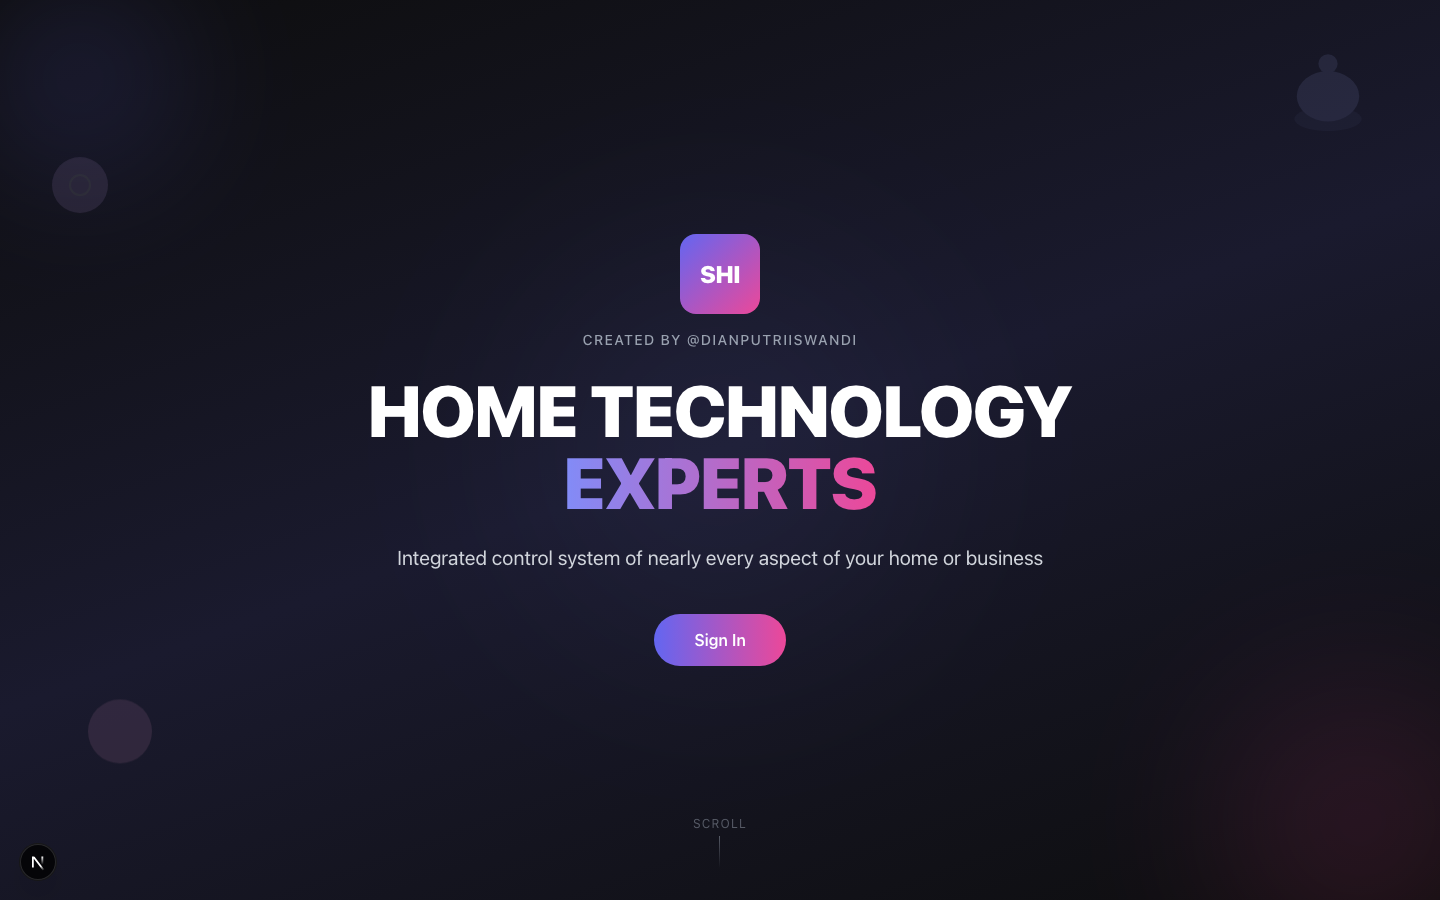 SHI
CREATED BY @DIANPUTRIISWANDI
HOME TECHNOLOGY
EXPERTS
Integrated control system of nearly every aspect of your home or business
Sign In
SCROLL
N